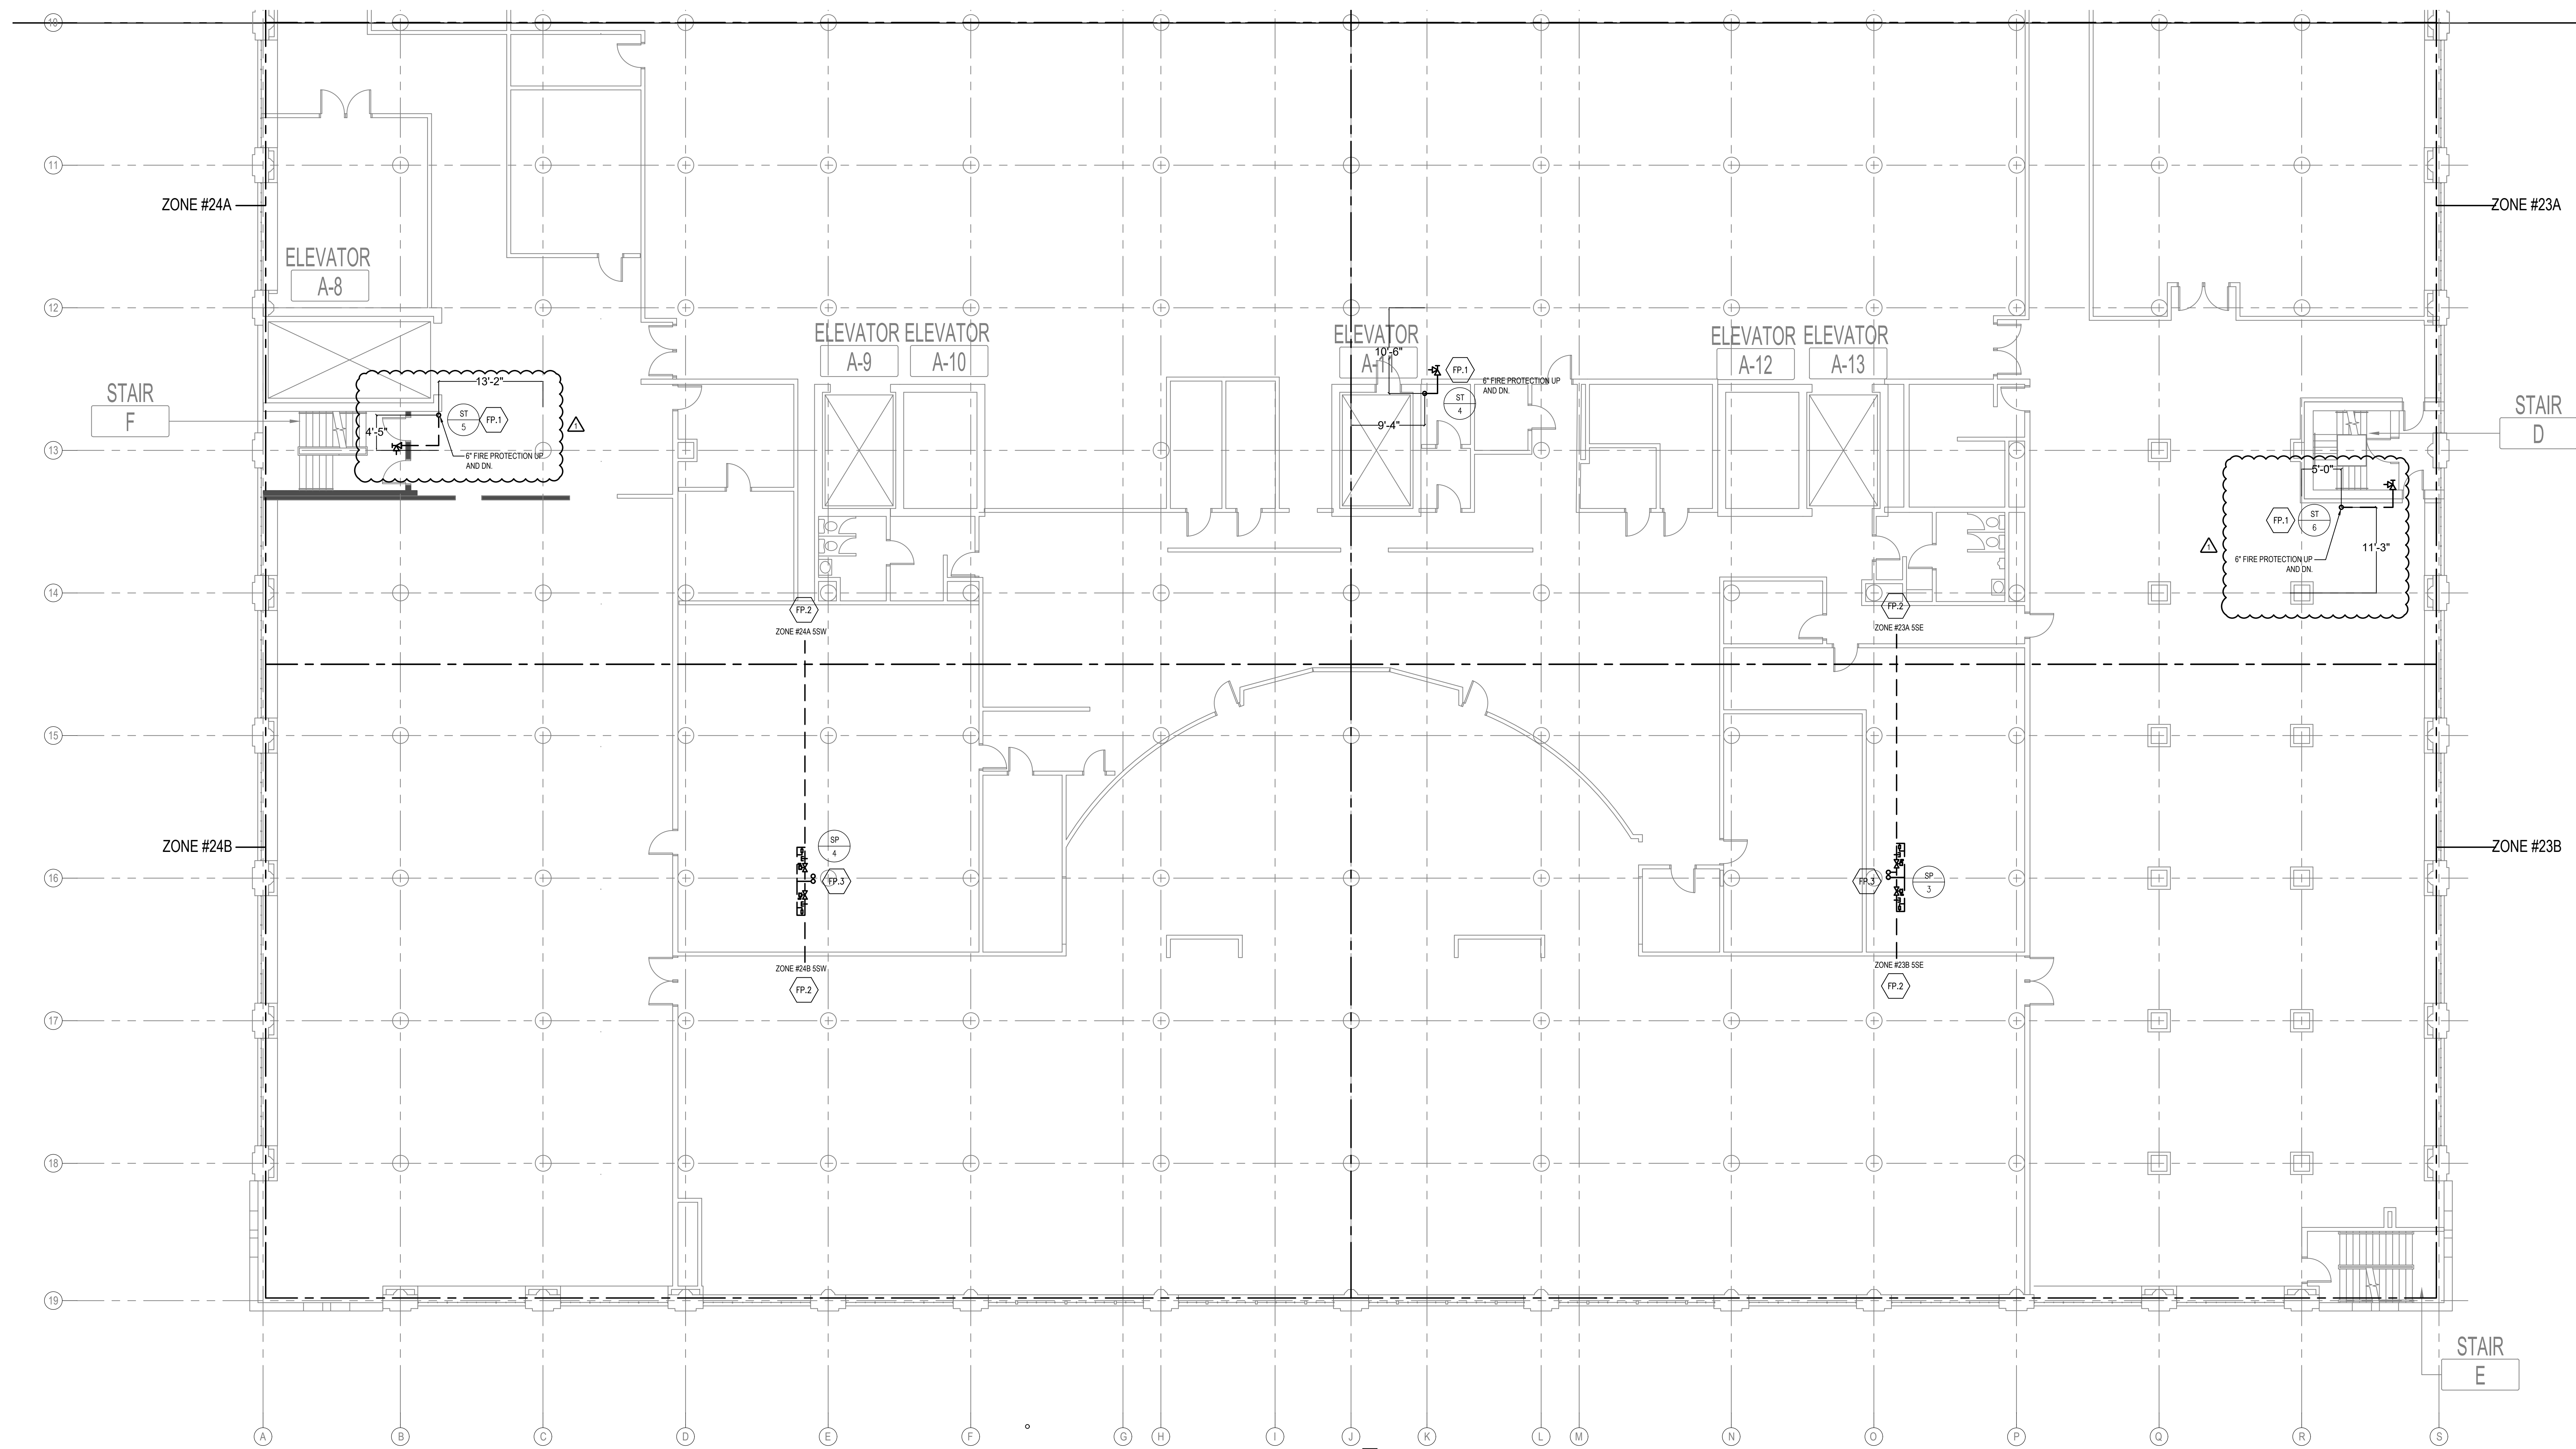 10
11
ZONE #24A
ZONE #23A
ELEVATOR
A-8
12
ELEVATOR
A-9
ELEVATOR
A-10
ELEVATOR
A-11
ELEVATOR
A-12
ELEVATOR
A-13
10'-6"
FP.1
6" FIRE PROTECTION UP
AND DN.
ST
4
9'-4"
STAIR
F
13'-2"
ST
5
FP.1
1
4'-5"
6" FIRE PROTECTION UP
AND DN.
STAIR
D
13
5'-0"
FP.1
ST
6
1
11'-3"
6" FIRE PROTECTION UP
AND DN.
14
FP.2
ZONE #24A 5SW
FP.2
ZONE #23A 5SE
15
ZONE #24B
ZONE #23B
SP
4
FP.3
16
FP.3
SP
3
ZONE #24B 5SW
FP.2
ZONE #23B 5SE
FP.2
17
18
19
STAIR
E
A
B
C
D
E
F
G
H
I
J
K
L
M
N
O
P
Q
R
S